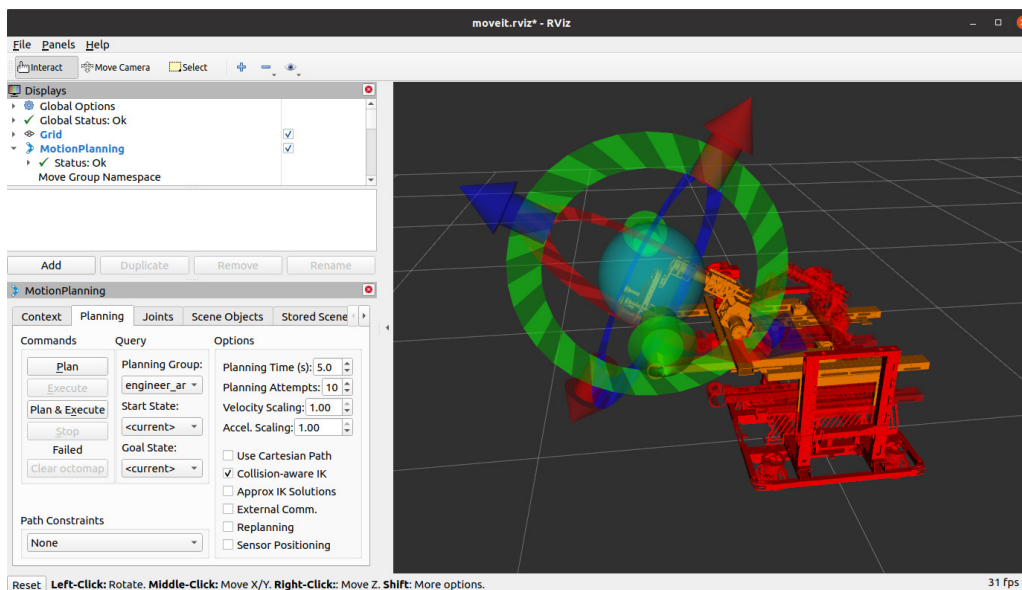 moveit.rviz* - RViz
File Panels Help
Interact Move Camera Select
Displays
Global Options
Global Status: Ok
Grid
MotionPlanning
Status: Ok
Move Group Namespace
Add Duplicate Remove Rename
MotionPlanning
Context Planning Joints Scene Objects Stored Scene
Commands Query Options
Plan Planning Group: Planning Time (s): 5.0
Execute engineer_ar Planning Attempts: 10
Plan & Execute Start State: Velocity Scaling: 1.00
Stop <current> Accel. Scaling: 1.00
Failed Goal State: Use Cartesian Path
Clear octomap <current> Collision-aware IK
Approx IK Solutions
External Comm.
Path Constraints Replanning
None Sensor Positioning
Reset Left-Click: Rotate. Middle-Click: Move X/Y. Right-Click:: Move Z. Shift: More options. 31 fps